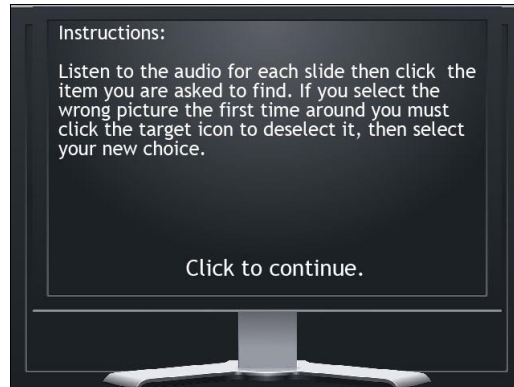 Instructions:
Listen to the audio for each slide then click  the
item you are asked to find. If you select the
wrong picture the first time around you must
click the target icon to deselect it, then select
your new choice.
Click to continue.